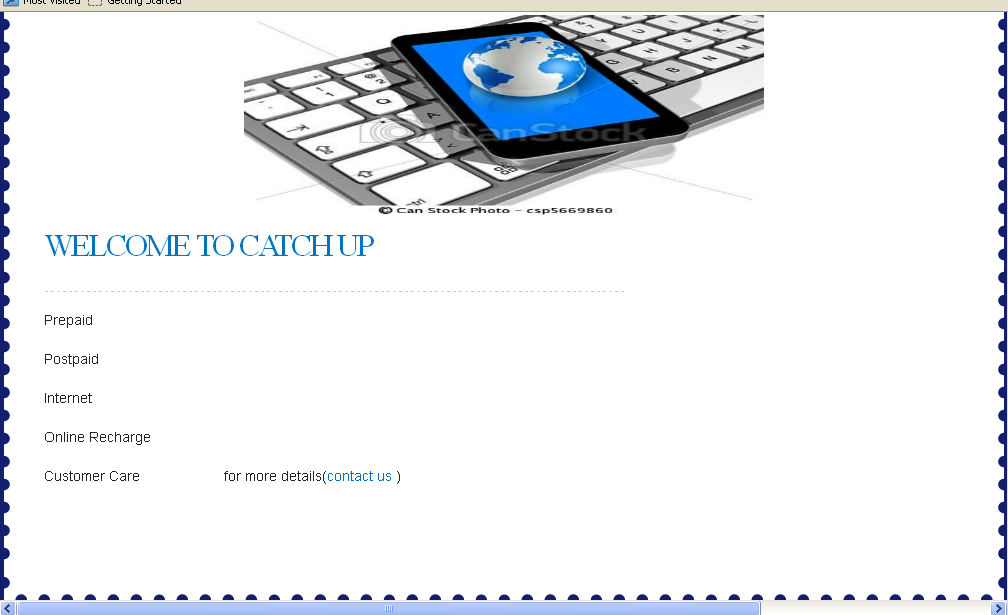 Most Visited Getting Started
CanStock
© Can Stock Photo - csp5669860
WELCOME TO CATCH UP
Prepaid
Postpaid
Internet
Online Recharge
Customer Care for more details(contact us )